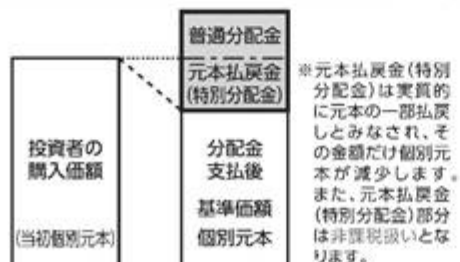 普通分配金
元本払戻金
(特別分配金)
投資者の
購入価額
(当初個別元本)
分配金
支払後
基準価額
個別元本
※元本払戻金(特別
分配金)は実質的
に元本の一部払戻
しとみなされ、そ
の金額だけ個別元
本が減少します。
また、元本払戻金
(特別分配金)部分
は非課税扱いとな
ります。